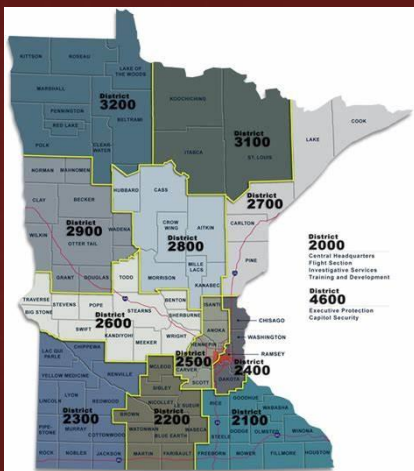 KITTSON
ROSEAU
LAKE OF
THE WOODS
MARSHALL
District
3200
PENNINGTON
RED LAKE
BELTRAMI
POLK
CLEAR
WATER
KOOCHICHING
District
3100
ITASCA
ST. LOUIS
LAKE
COOK
NORMAN
MAHNOMEN
HUBBARD
CASS
District
2700
CLAY
BECKER
District
2900
WADENA
CROW
WING
AITKIN
CARLTON
WILKIN
OTTER TAIL
District
2800
PINE
GRANT
DOUGLAS
TODD
MORRISON
MILLE
LACS
KANABEC
District
2000
Central Headquarters
Flight Section
Investigative Services
Training and Development
District
4600
Executive Protection
Capitol Security
TRAVERSE
BIG STONE
STEVENS
POPE
STEARNS
BENTON
SHERBURNE
ISANTI
District
2600
SWIFT
KANDIYOHI
MEEKER
WRIGHT
ANOKA
HENNEPIN
CHISAGO
WASHINGTON
RAMSEY
LAC QUI
PARLE
CHIPPEWA
YELLOW MEDICINE
RENVILLE
MCLEOD
District
2500
CARVER
SCOTT
DAKOTA
District
2400
SIBLEY
LINCOLN
LYON
REDWOOD
NICOLLET
LE SUEUR
RICE
GOODHUE
WABASHA
District
2300
BROWN
District
2200
District
2100
PIPE-
STONE
MURRAY
COTTONWOOD
WATONWAN
BLUE EARTH
WASECA
STEELE
DODGE
OLMSTED
WINONA
ROCK
NOBLES
JACKSON
MARTIN
FARIBAULT
FREEBORN
MOWER
FILLMORE
HOUSTON